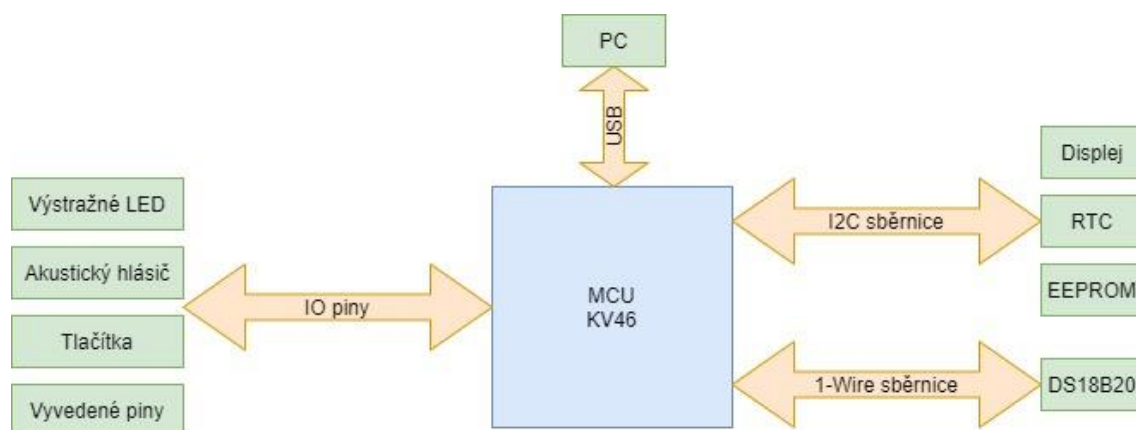 PC
USB
Displej
Výstražné LED
I2C sběrnice
RTC
Akustický hlásič
MCU
KV46
EEPROM
IO piny
Tlačítka
1-Wire sběrnice
DS18B20
Vyvedené piny